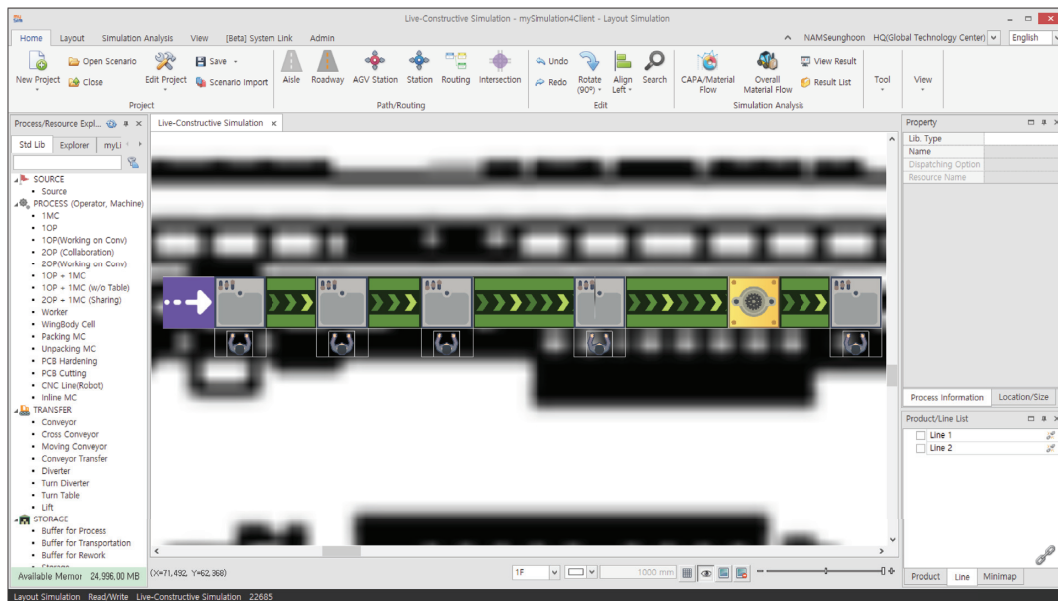 Live-Constructive Simulation - mySimulation4Client - Layout Simulation
Home Layout Simulation Analysis View [Beta] System Link Admin NAMSeunghoon HQ(Global Technology Center) English
New Project Open Scenario Close Edit Project Save Scenario Import Aisle Roadway AGV Station Station Routing Intersection Undo Redo Rotate (90º) Align Left Search CAPA/Material Flow Overall Material Flow View Result Result List Tool View
Project Path/Routing Edit Simulation Analysis
Process/Resource Expl... Live-Constructive Simulation Property
Std Lib Explorer myLi
SOURCE
Source
PROCESS (Operator, Machine)
1MC
1OP
1OP(Working on Conv)
2OP (Collaboration)
2OP(Working on Conv)
1OP + 1MC
1OP + 1MC (w/o Table)
2OP + 1MC (Sharing)
Worker
WingBody Cell
Packing MC
Unpacking MC
PCB Hardening
PCB Cutting
CNC Line(Robot)
Inline MC
TRANSFER
Conveyor
Cross Conveyor
Moving Conveyor
Conveyor Transfer
Diverter
Turn Diverter
Turn Table
Lift
STORAGE
Buffer for Process
Buffer for Transportation
Buffer for Rework
Storage
Available Memor 24,996,00 MB
(X=71,492, Y=62,368) 1F 1000 mm
Lib. Type
Name
Dispatching Option
Resource Name
Process Information Location/Size
Product/Line List
Line 1
Line 2
Product Line Minimap
Layout Simulation Read/Write Live-Constructive Simulation 22685